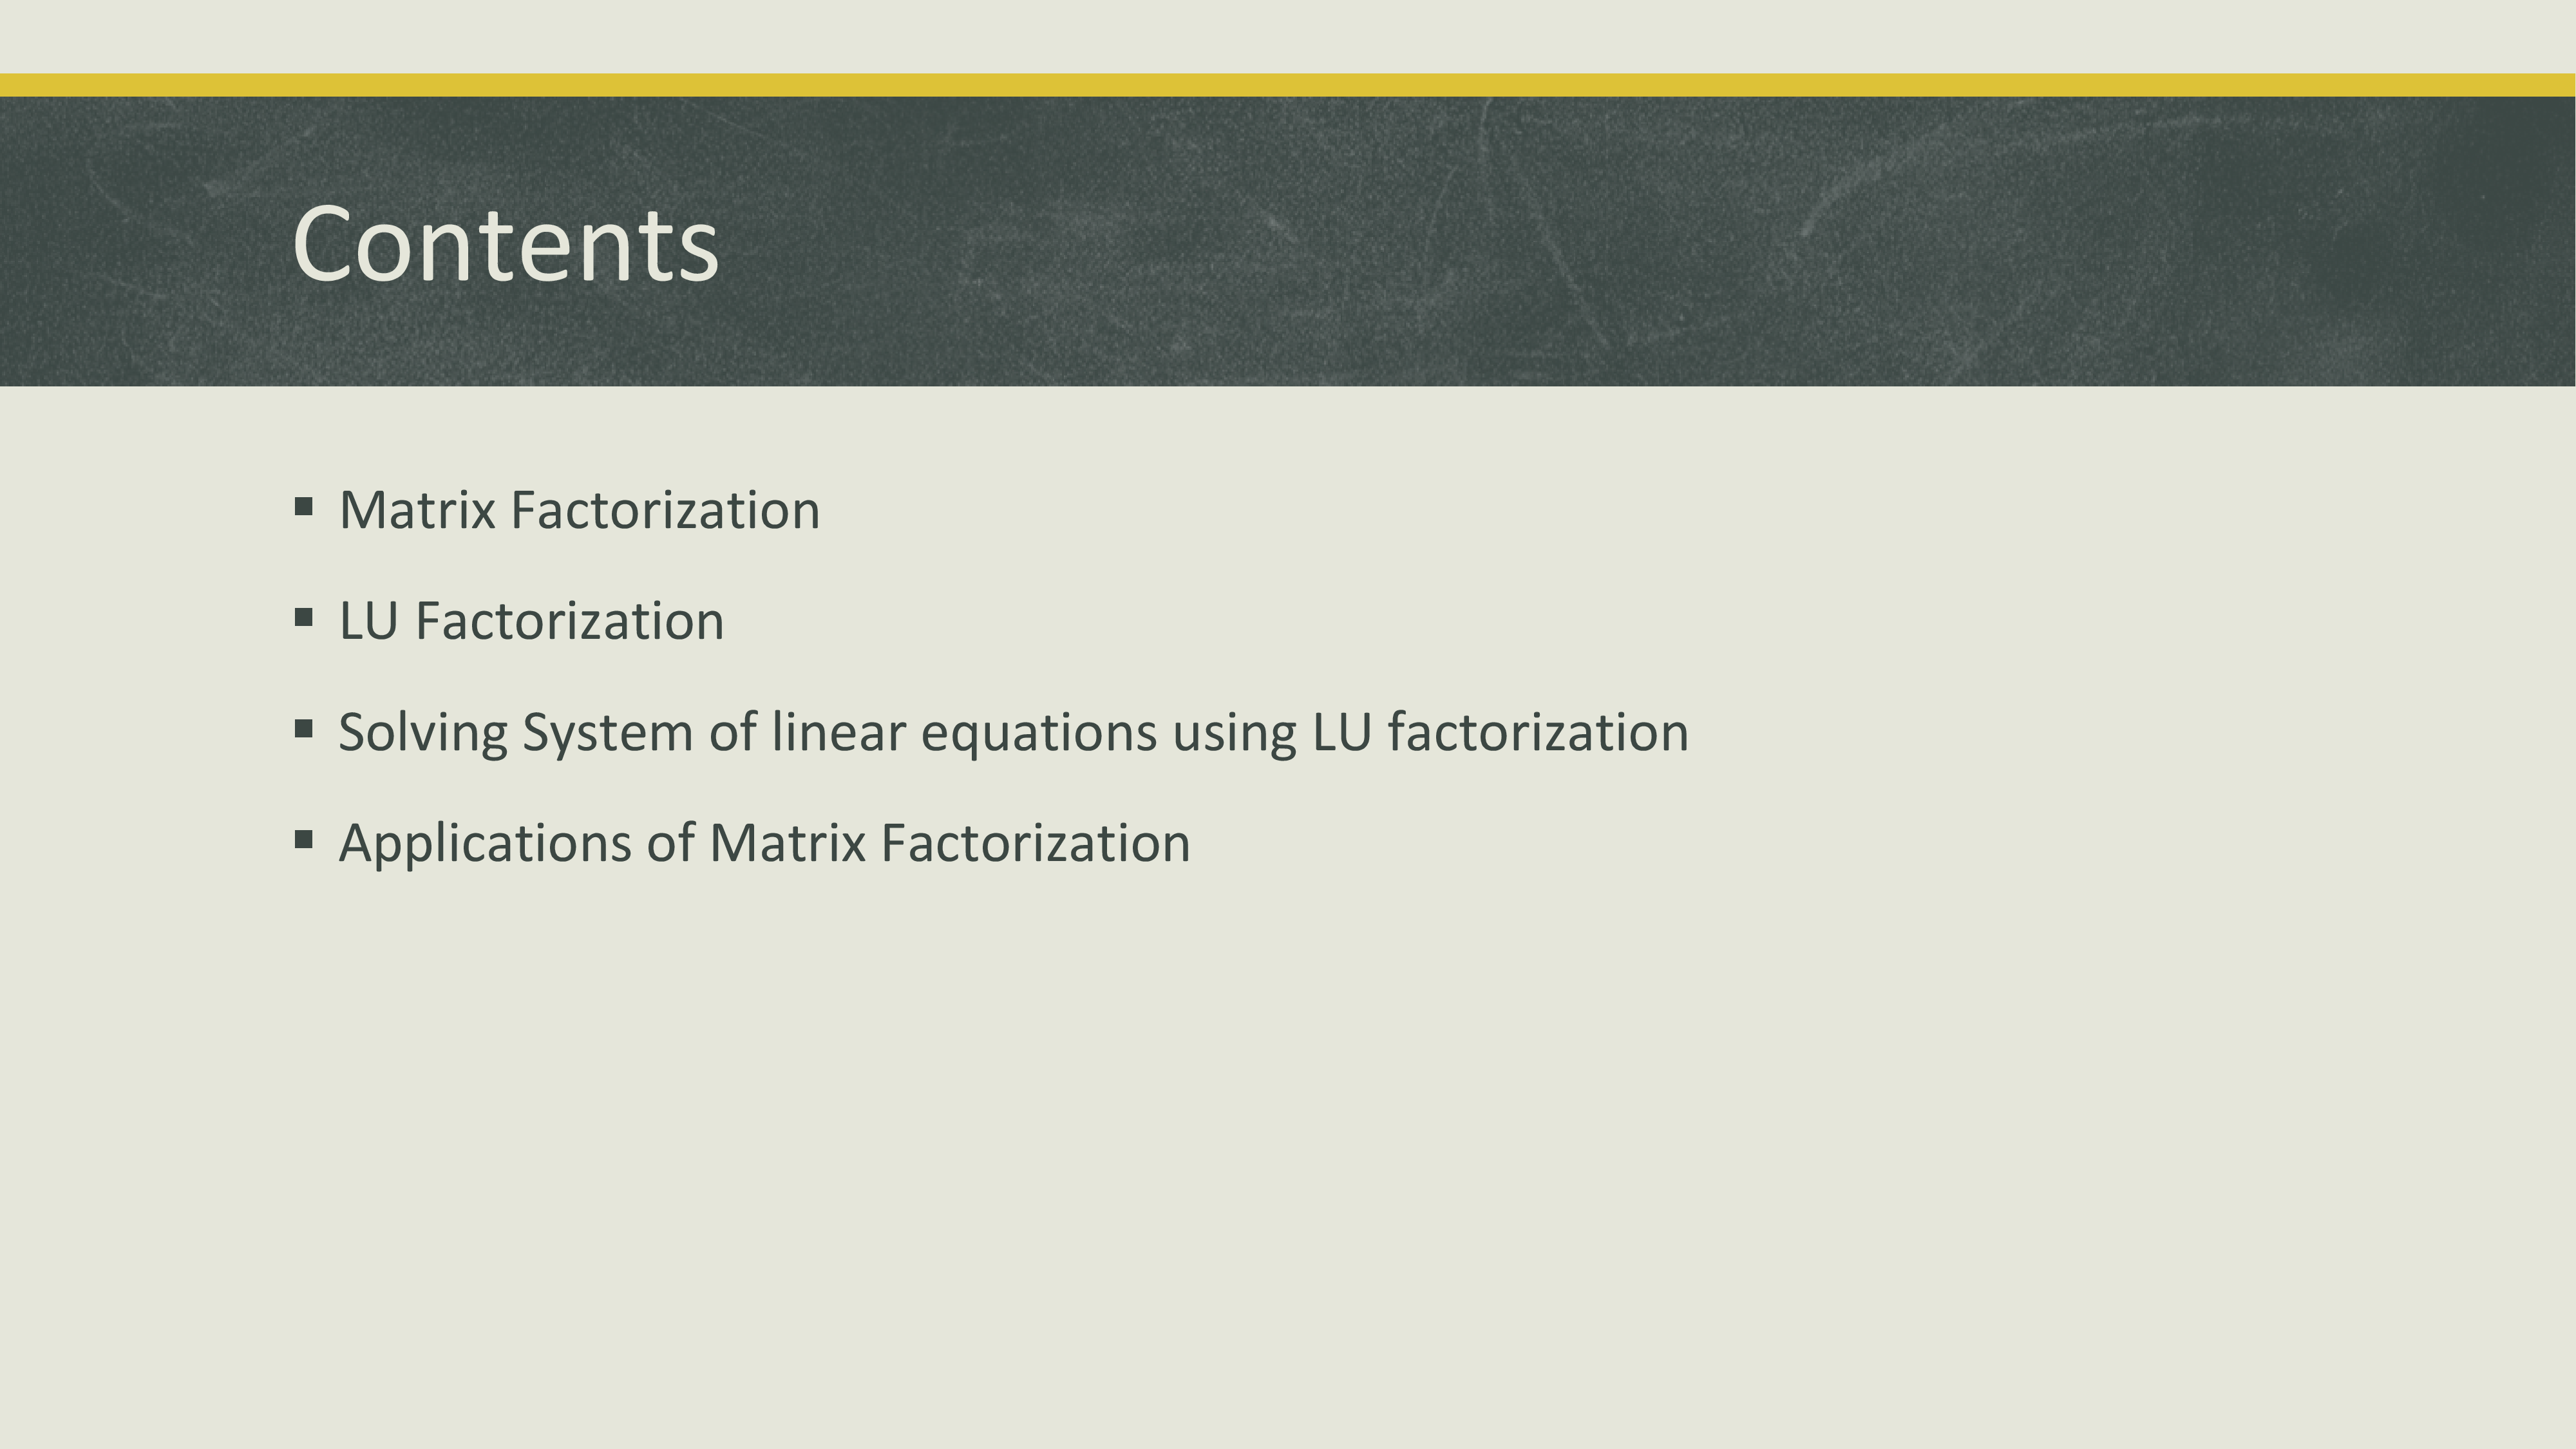 Contents
▪ Matrix Factorization
▪ LU Factorization
▪ Solving System of linear equations using LU factorization
▪ Applications of Matrix Factorization